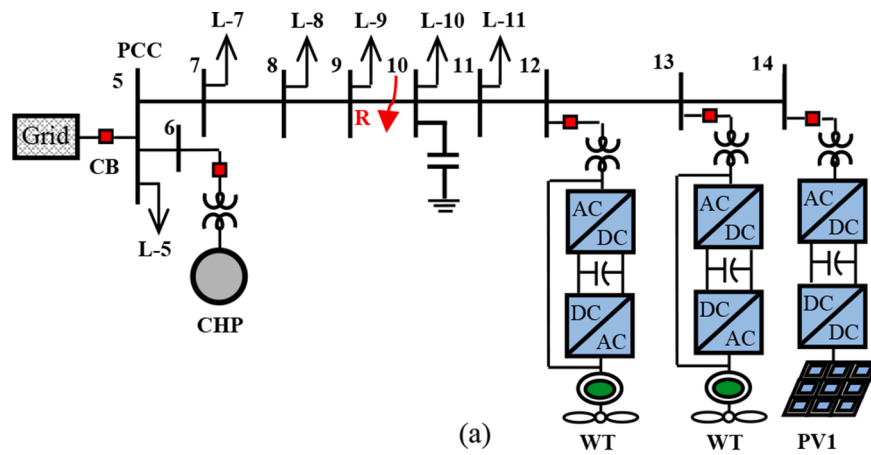 L-7
L-8
L-9
L-10
L-11
PCC
5
7
8
9
10
11
12
13
14
Grid
CB
6
R
L-5
CHP
AC
DC
DC
AC
AC
DC
DC
AC
AC
DC
DC
DC
(a)
WT
WT
PV1